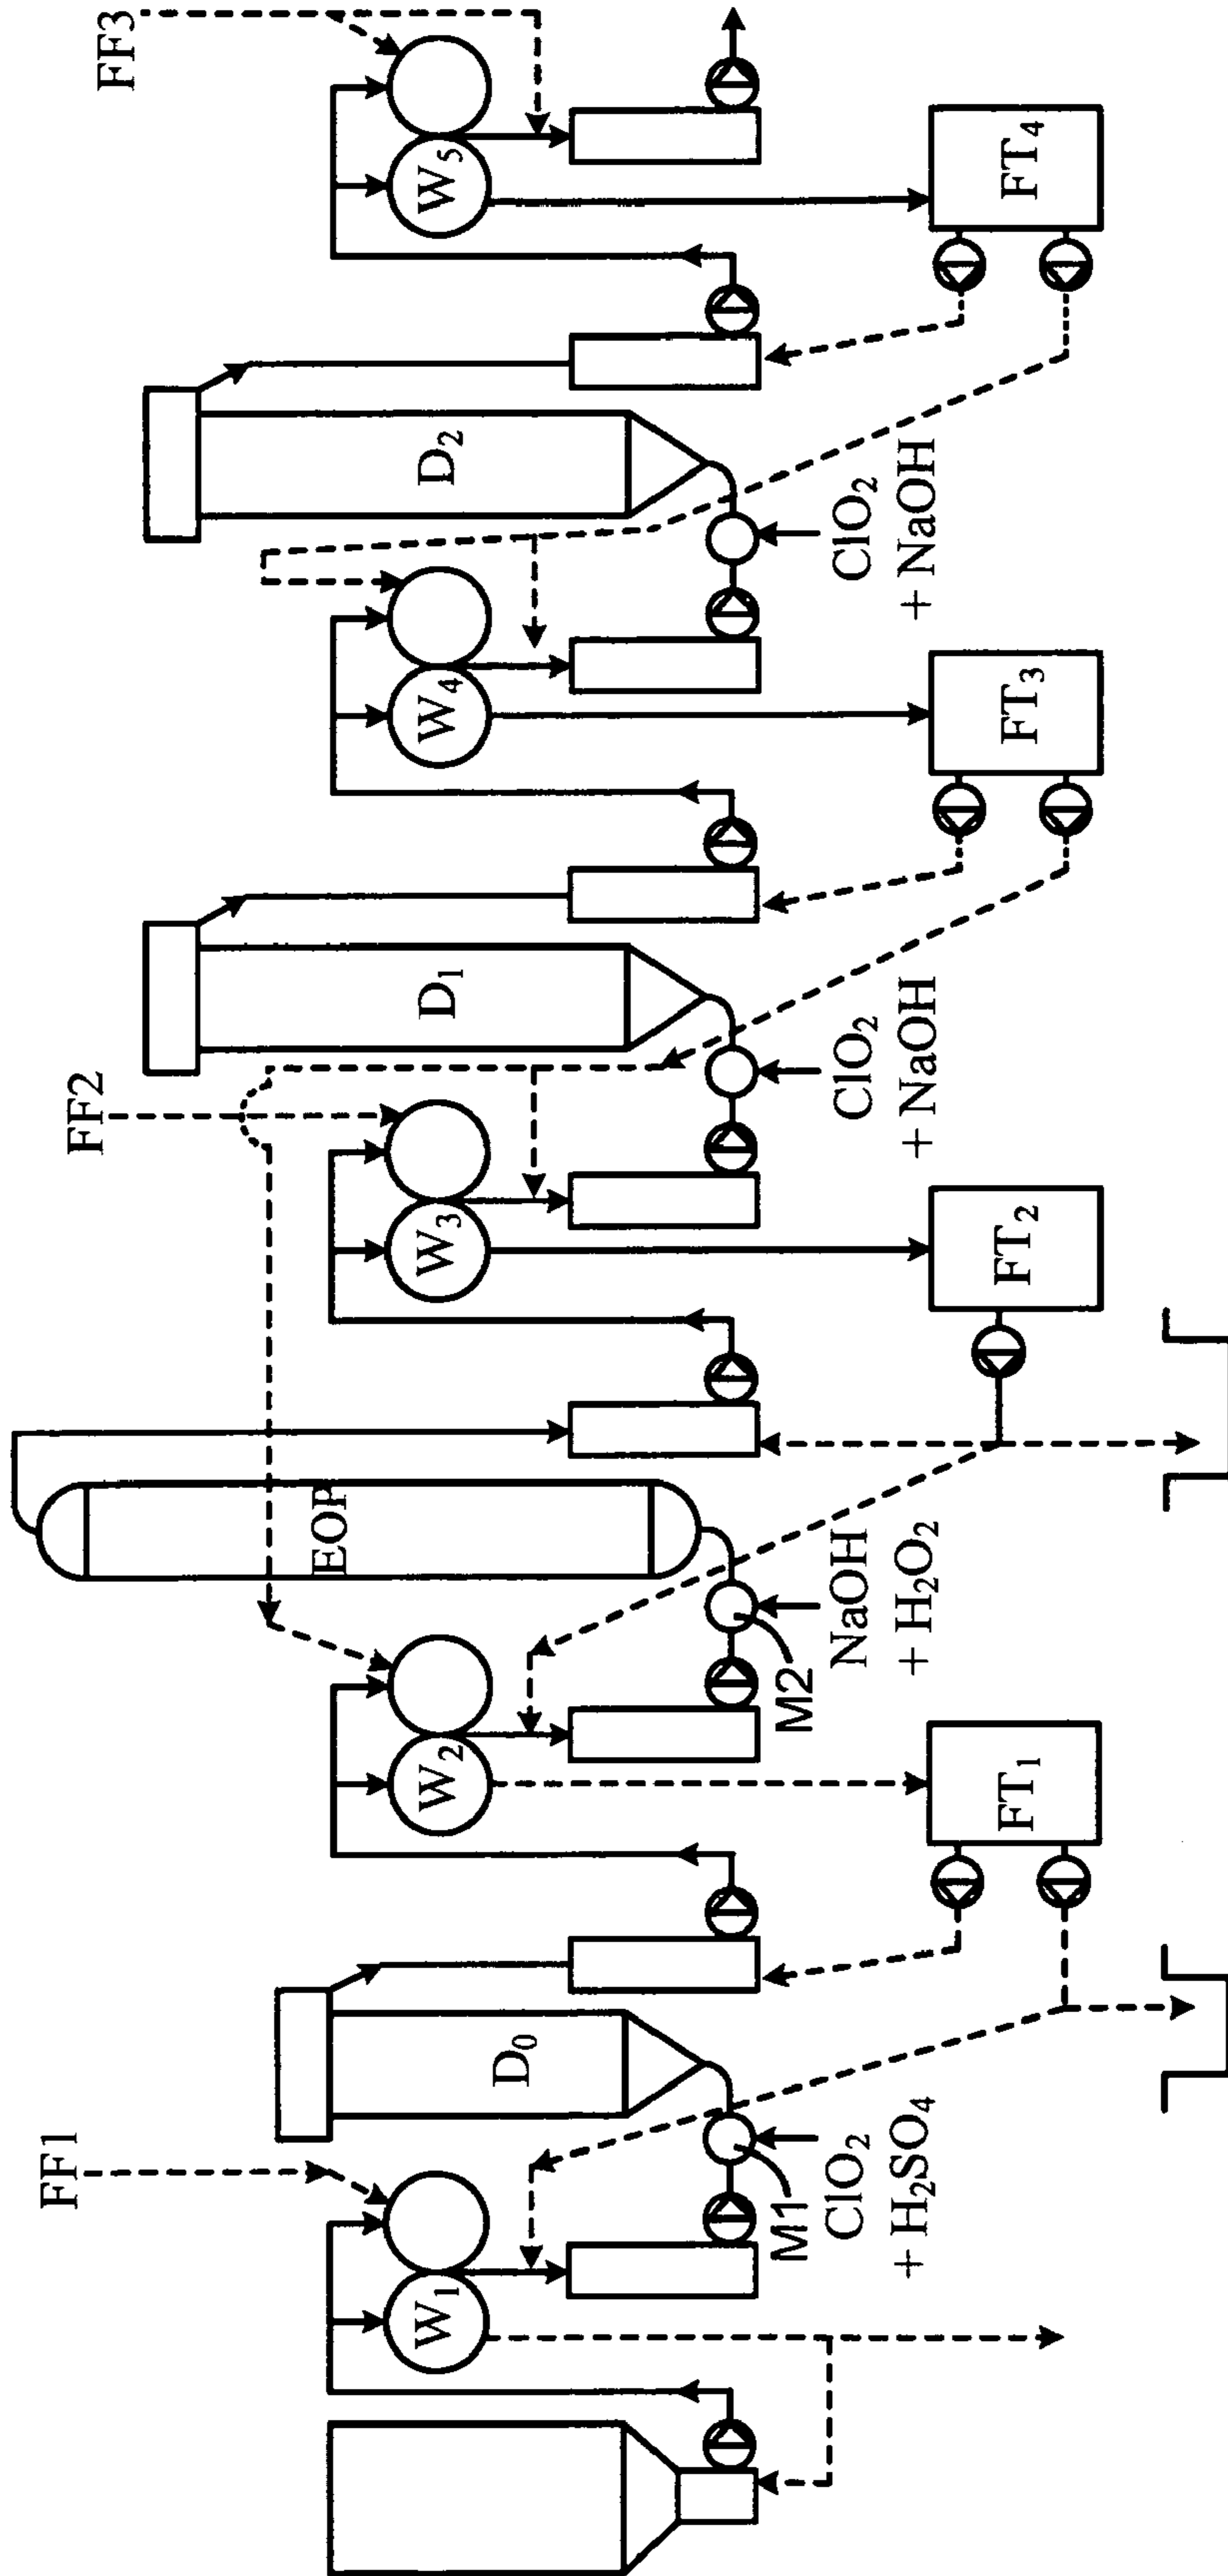 FF1
FF2
FF3
W₁
W₂
W₃
W₄
W₅
D₀
EOP
D₁
D₂
M1
ClO₂
+ H₂SO₄
M2
NaOH
+ H₂O₂
ClO₂
+ NaOH
ClO₂
+ NaOH
FT₁
FT₂
FT₃
FT₄